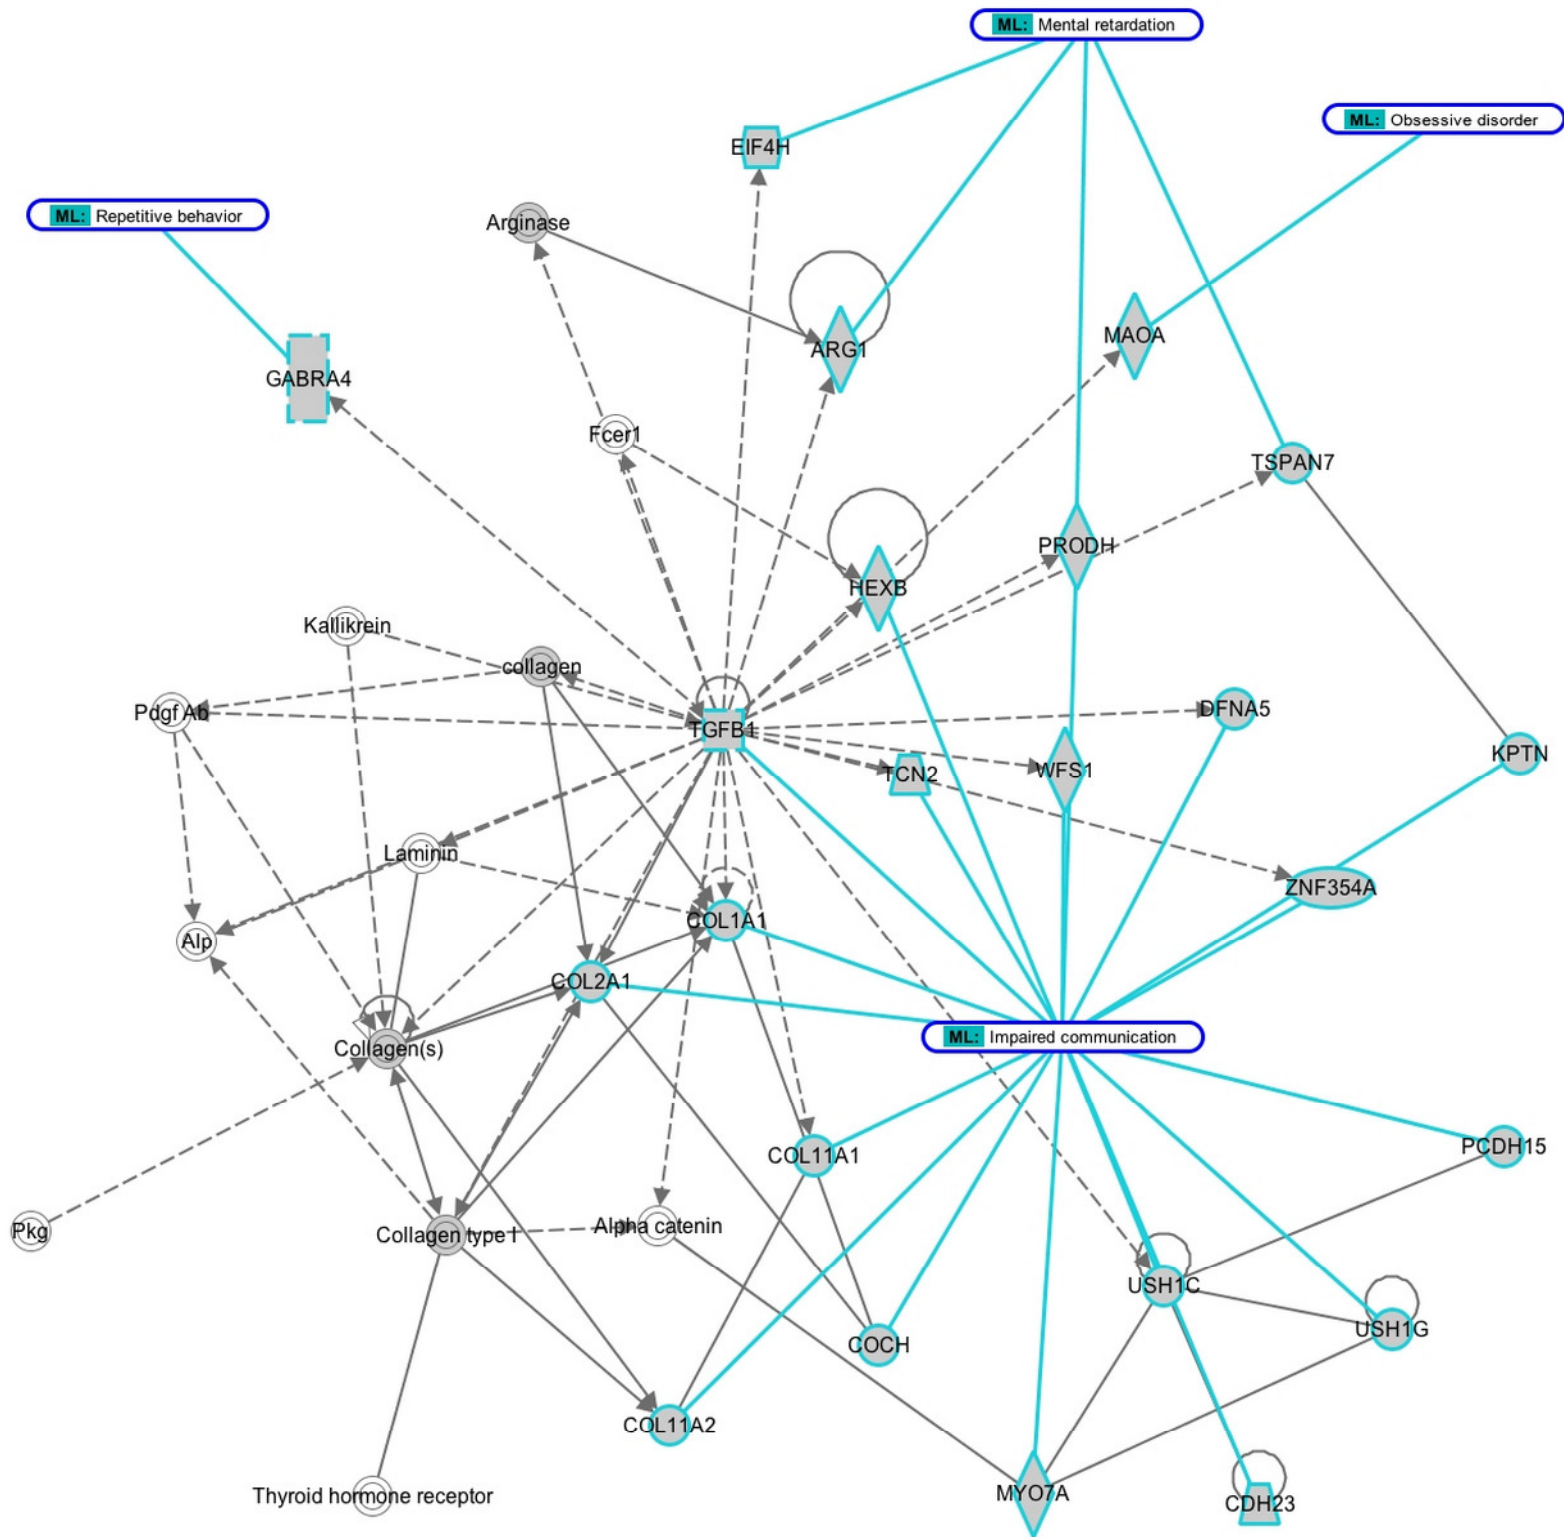 ML: Mental retardation
ML: Obsessive disorder
EIF4H
ML: Repetitive behavior
Arginase
MAOA
ARG1
GABRA4
Fcer1
TSPAN7
PRODH
HEXB
Kallikrein
collagen
DFNA5
Pdgf Ab
TGFB1
KPTN
TCN2
WFS1
Laminin
ZNF354A
COL1A1
Alp
COL2A1
ML: Impaired communication
Collagen(s)
PCDH15
COL11A1
Alpha catenin
Pkg
Collagen type I
USH1C
USH1G
COCH
COL11A2
MYO7A
Thyroid hormone receptor
CDH23